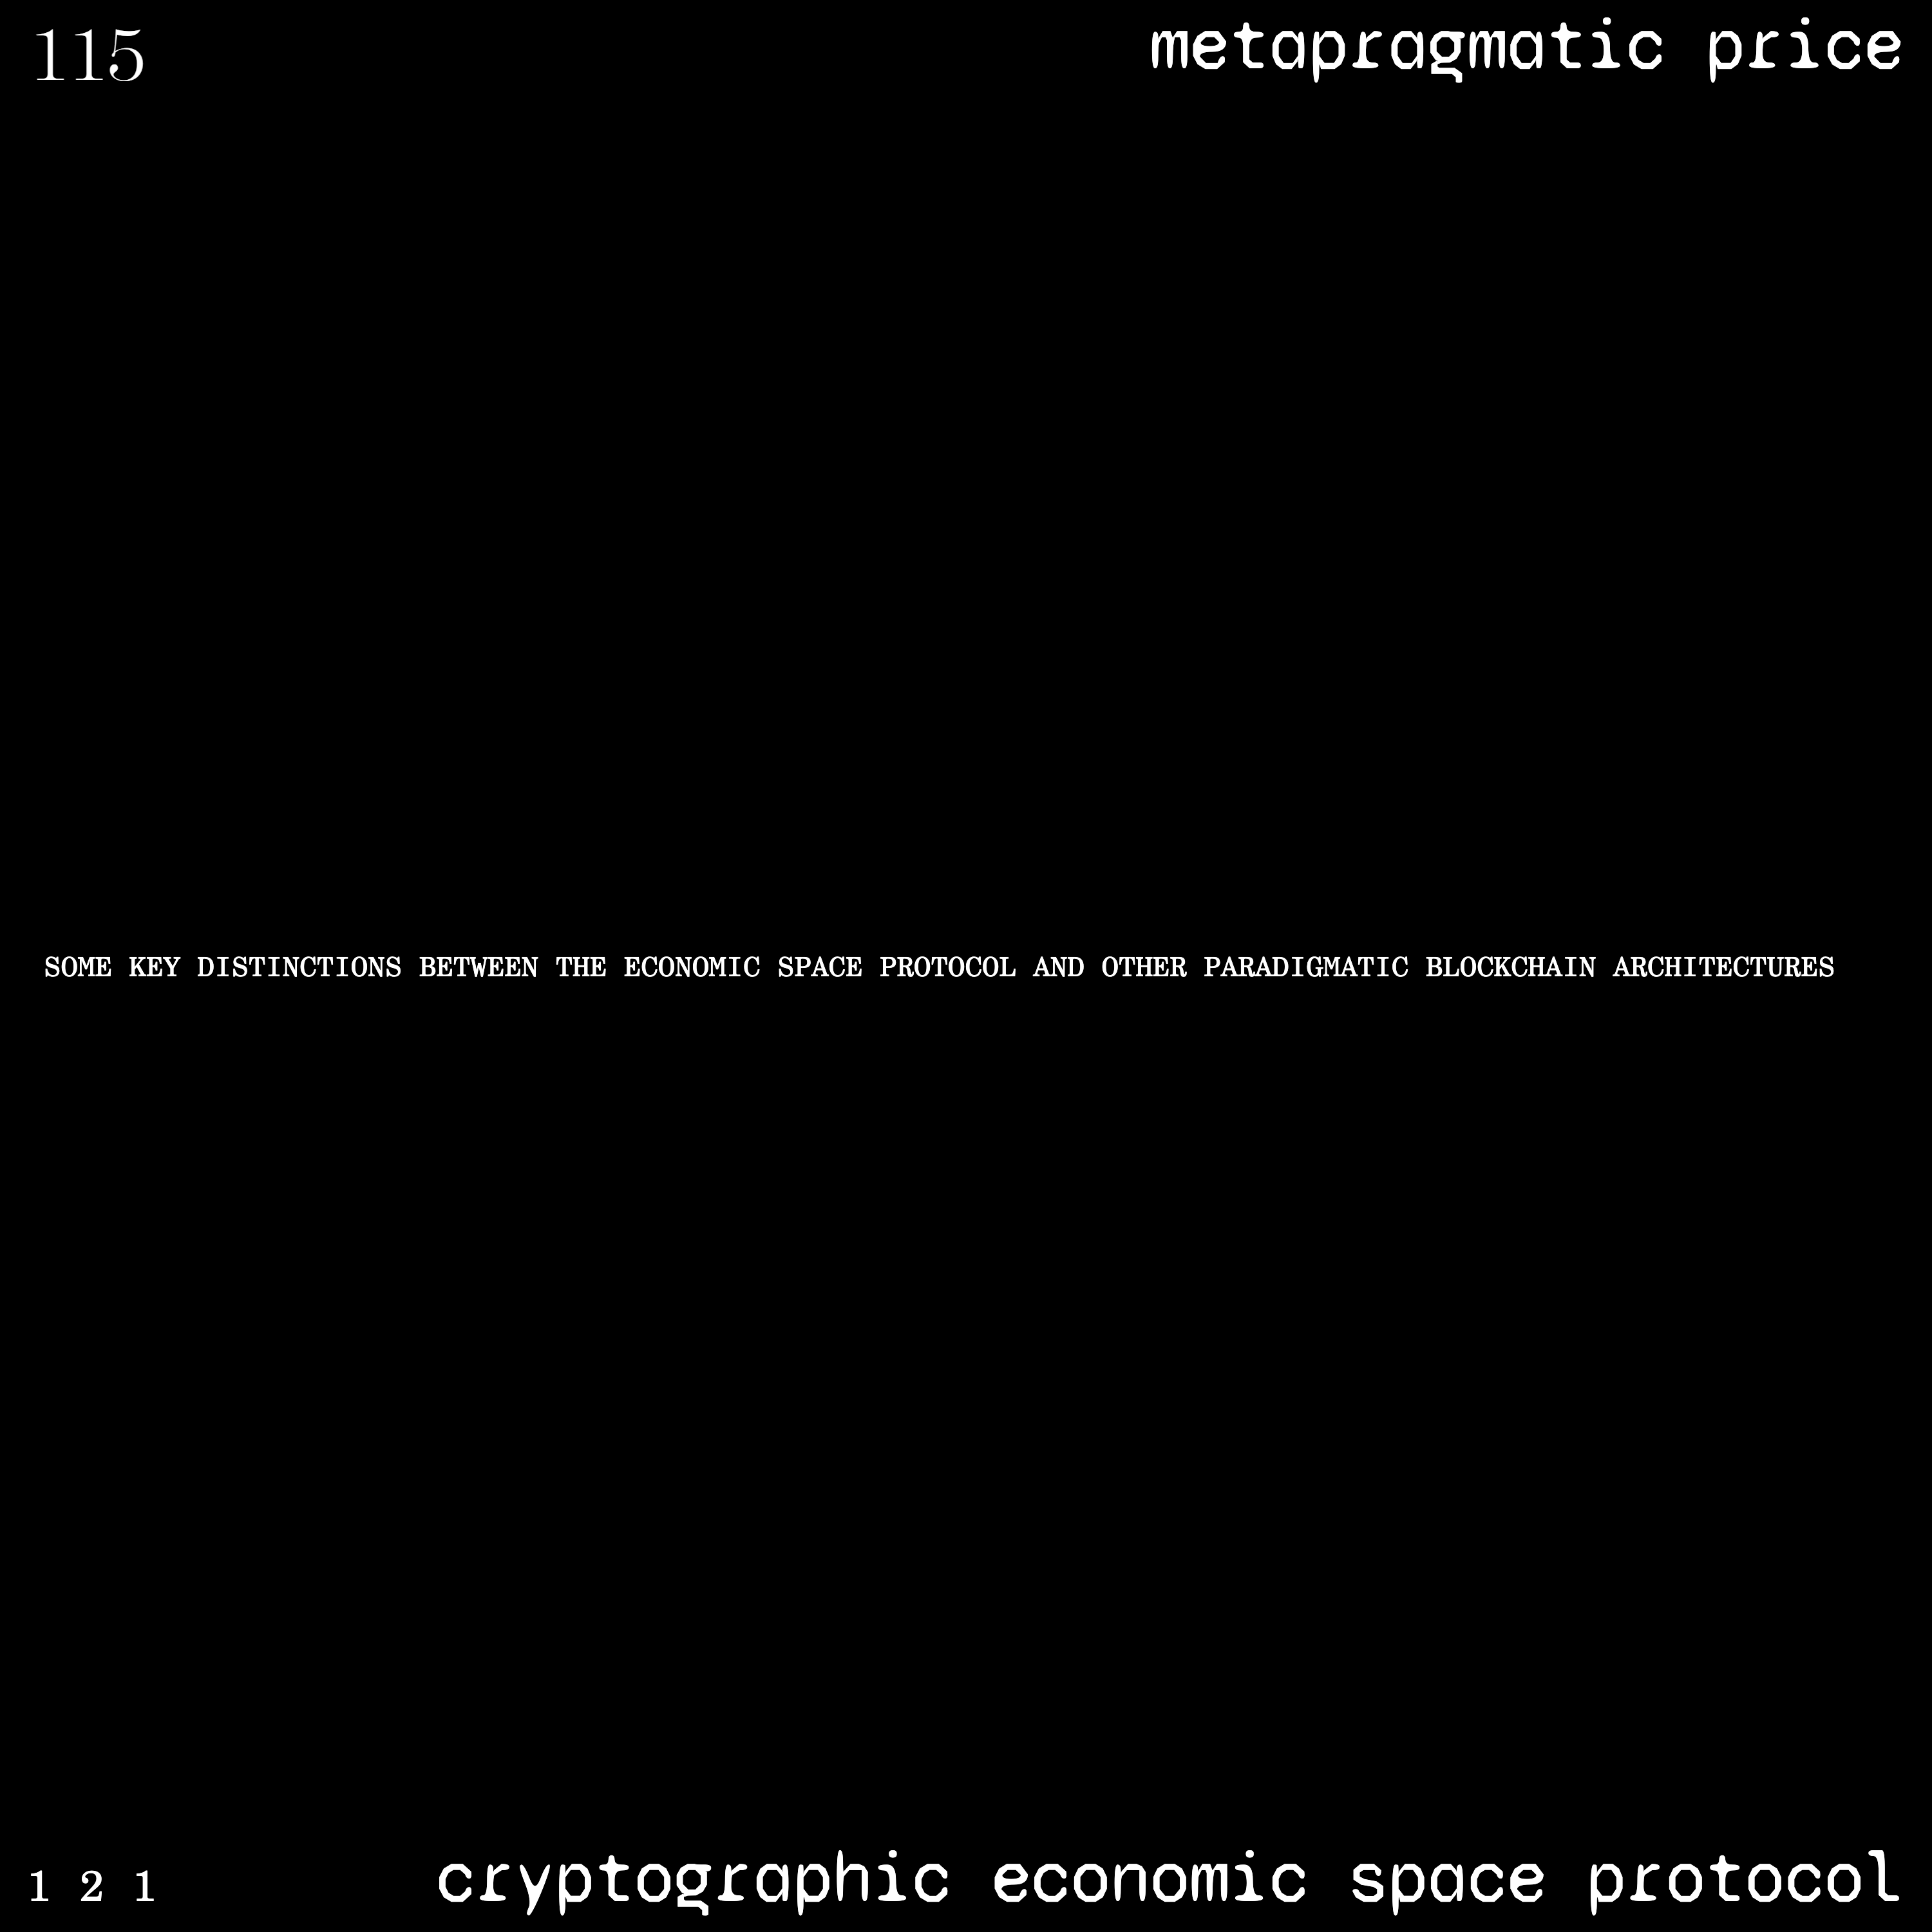 115
metapragmatic price
SOME KEY DISTINCTIONS BETWEEN THE ECONOMIC SPACE PROTOCOL AND OTHER PARADIGMATIC BLOCKCHAIN ARCHITECTURES
1 2 1
cryptographic economic space protocol